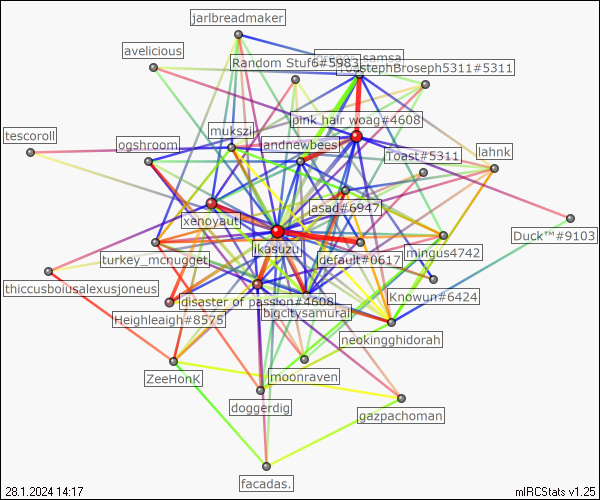 jarlbreadmaker
avelicious
samsa
Random Stuf6#5983
ToastephBroseph5311#5311
pink hair woag#4608
tescoroll
mukszi
ogshroom
andnewbees
Toast#5311
lahnk
asad#6947
xenoyaut
Duck™#9103
ikasuzu
mingus4742
turkey_mcnugget
default#0617
thiccusboiusalexusjoneus
Knowun#6424
disaster of passion#4608
bigcitysamurai
Heighleaigh#8575
neokingghidorah
ZeeHonK
moonraven
doggerdig
gazpachoman
facadas.
28.1.2024 14:17
mIRCStats v1.25